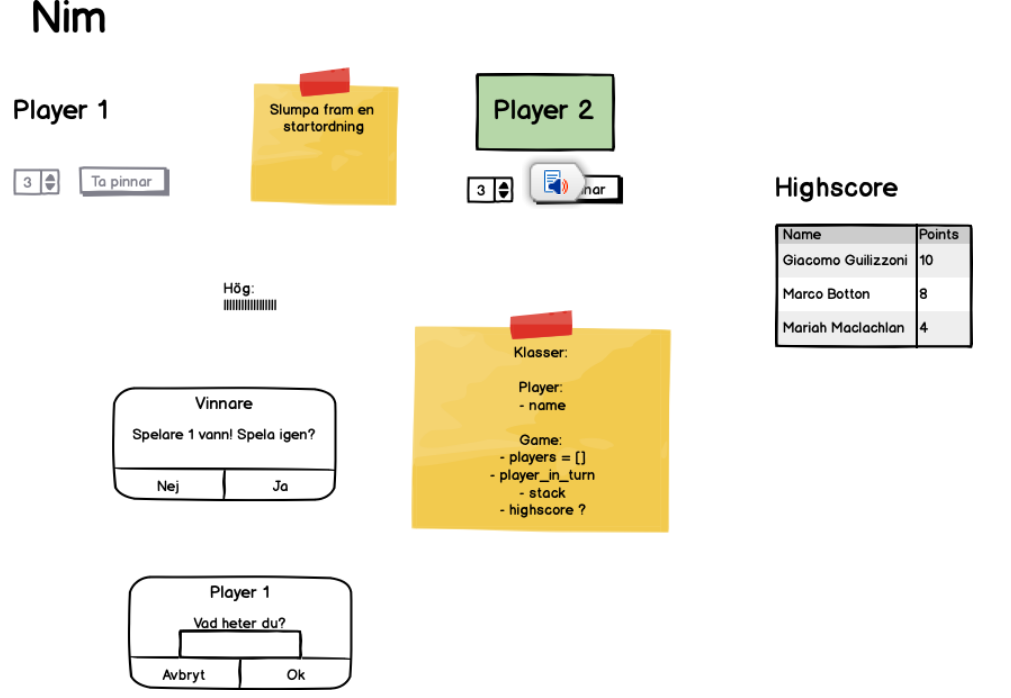 Nim
Player 1
Slumpa fram en
startordning
Player 2
3
Ta pinnar
3
nar
Highscore
Name Points
Giacomo Guilizzoni 10
Marco Botton 8
Mariah Maclachlan 4
Hög:
Klasser:
Player:
- name
Game:
- players = []
- player_in_turn
- stack
- highscore ?
Vinnare
Spelare 1 vann! Spela igen?
Nej Ja
Player 1
Vad heter du?
Avbryt Ok